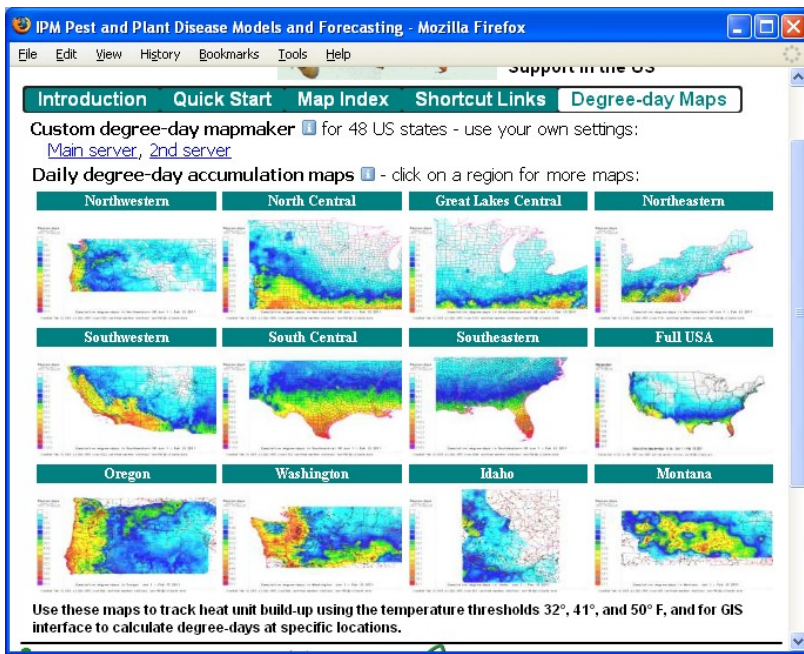 IPM Pest and Plant Disease Models and Forecasting - Mozilla Firefox
File Edit View History Bookmarks Tools Help
Support in the US
Introduction Quick Start Map Index Shortcut Links Degree-day Maps
Custom degree-day mapmaker i for 48 US states - use your own settings:
Main server, 2nd server
Daily degree-day accumulation maps i - click on a region for more maps:
Northwestern North Central Great Lakes Central Northeastern
Southwestern South Central Southeastern Full USA
Oregon Washington Idaho Montana
Use these maps to track heat unit build-up using the temperature thresholds 32°, 41°, and 50° F, and for GIS
interface to calculate degree-days at specific locations.